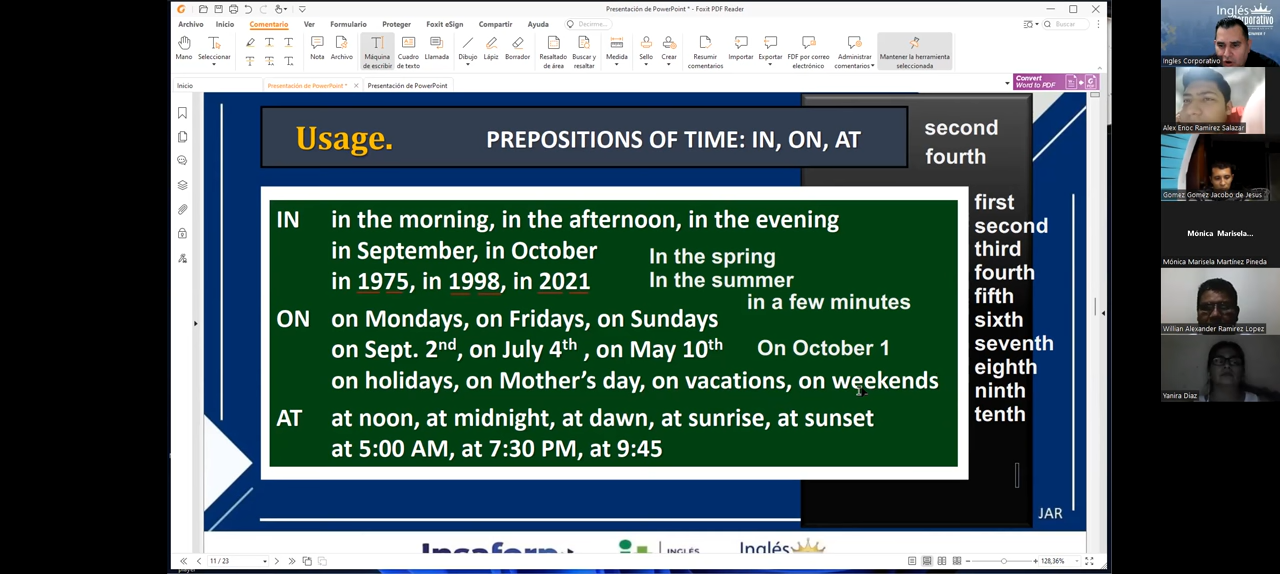 Presentación de PowerPoint * - Foxit PDF Reader
Archivo Inicio Comentario Ver Formulario Proteger Foxit eSign Compartir Ayuda Decirme... Buscar
Mano Seleccionar Nota Archivo Máquina de escribir Cuadro de texto Llamada Dibujo Lápiz Borrador Resaltado de área Buscar y resaltar Medida Sello Crear Resumir comentarios Importar Exportar PDF por correo electrónico Administrar comentarios Mantener la herramienta seleccionada
Inicio Presentación de PowerPoint * Presentación de PowerPoint
Convert Word to PDF
Usage. PREPOSITIONS OF TIME: IN, ON, AT
second
fourth
IN in the morning, in the afternoon, in the evening
in September, in October
in 1975, in 1998, in 2021
In the spring
In the summer
in a few minutes
ON on Mondays, on Fridays, on Sundays
on Sept. 2nd, on July 4th , on May 10th
On October 1
on holidays, on Mother's day, on vacations, on weekends
AT at noon, at midnight, at dawn, at sunrise, at sunset
at 5:00 AM, at 7:30 PM, at 9:45
first
second
third
fourth
fifth
sixth
seventh
eighth
ninth
tenth
JAR
INGLÉS
Inglés
11 / 23
128,36%
Inglés
Corporativo
Ingles Corporativo
Alex Enoc Ramirez Salazar
Gomez Gomez Jacobo de Jesus
Mónica Marisela...
Mónica Marisela Martínez Pineda
Willian Alexander Ramirez Lopez
Yanira Diaz